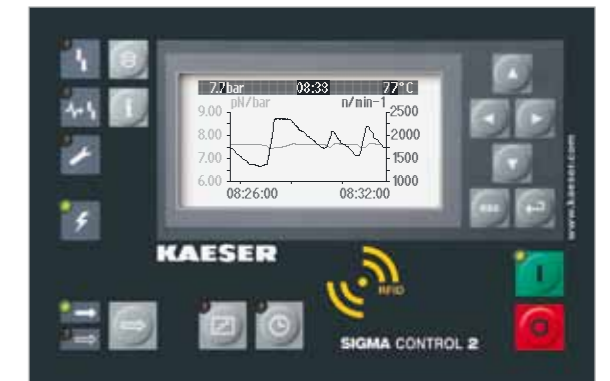 7.7bar 08:33 77°C
pN/bar n/min-1
9.00 2500
8.00 2000
7.00 1500
6.00 1000
08:26:00 08:32:00
esc
www.kaeser.com
KAESER
RFID
I
O
SIGMA CONTROL 2